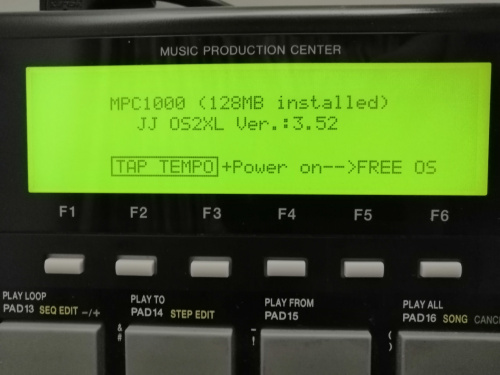 MUSIC PRODUCTION CENTER
MPC1000 (128MB installed)
JJ OS2XL Ver.:3.52
TAP TEMPO+Power on-->FREE OS
F1 F2 F3 F4 F5 F6
PLAY LOOP PLAY TO PLAY FROM PLAY ALL
PAD13 SEQ EDIT -/+ & # PAD14 STEP EDIT - ! PAD15 ( ) PAD16 SONG